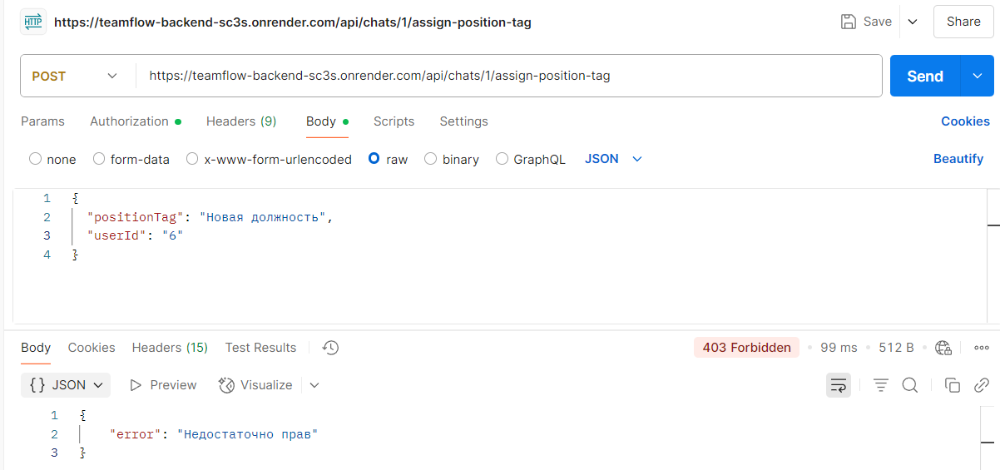 HTTP https://teamflow-backend-sc3s.onrender.com/api/chats/1/assign-position-tag Save Share
POST https://teamflow-backend-sc3s.onrender.com/api/chats/1/assign-position-tag Send
Params Authorization Headers (9) Body Scripts Settings Cookies
none form-data x-www-form-urlencoded raw binary GraphQL JSON Beautify
1 {
2 "positionTag": "Новая должность",
3 "userId": "6"
4 }
Body Cookies Headers (15) Test Results 403 Forbidden • 99 ms • 512 B •
{} JSON Preview Visualize
1 {
2 "error": "Недостаточно прав"
3 }